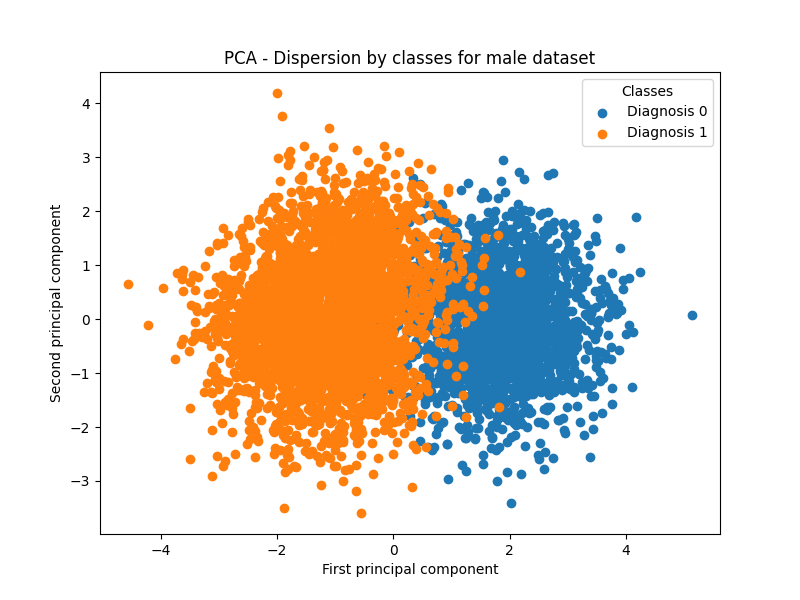 PCA - Dispersion by classes for male dataset
Classes
Diagnosis 0
Diagnosis 1
Second principal component
4
3
2
1
0
−1
−2
−3
−4
−2
0
2
4
First principal component